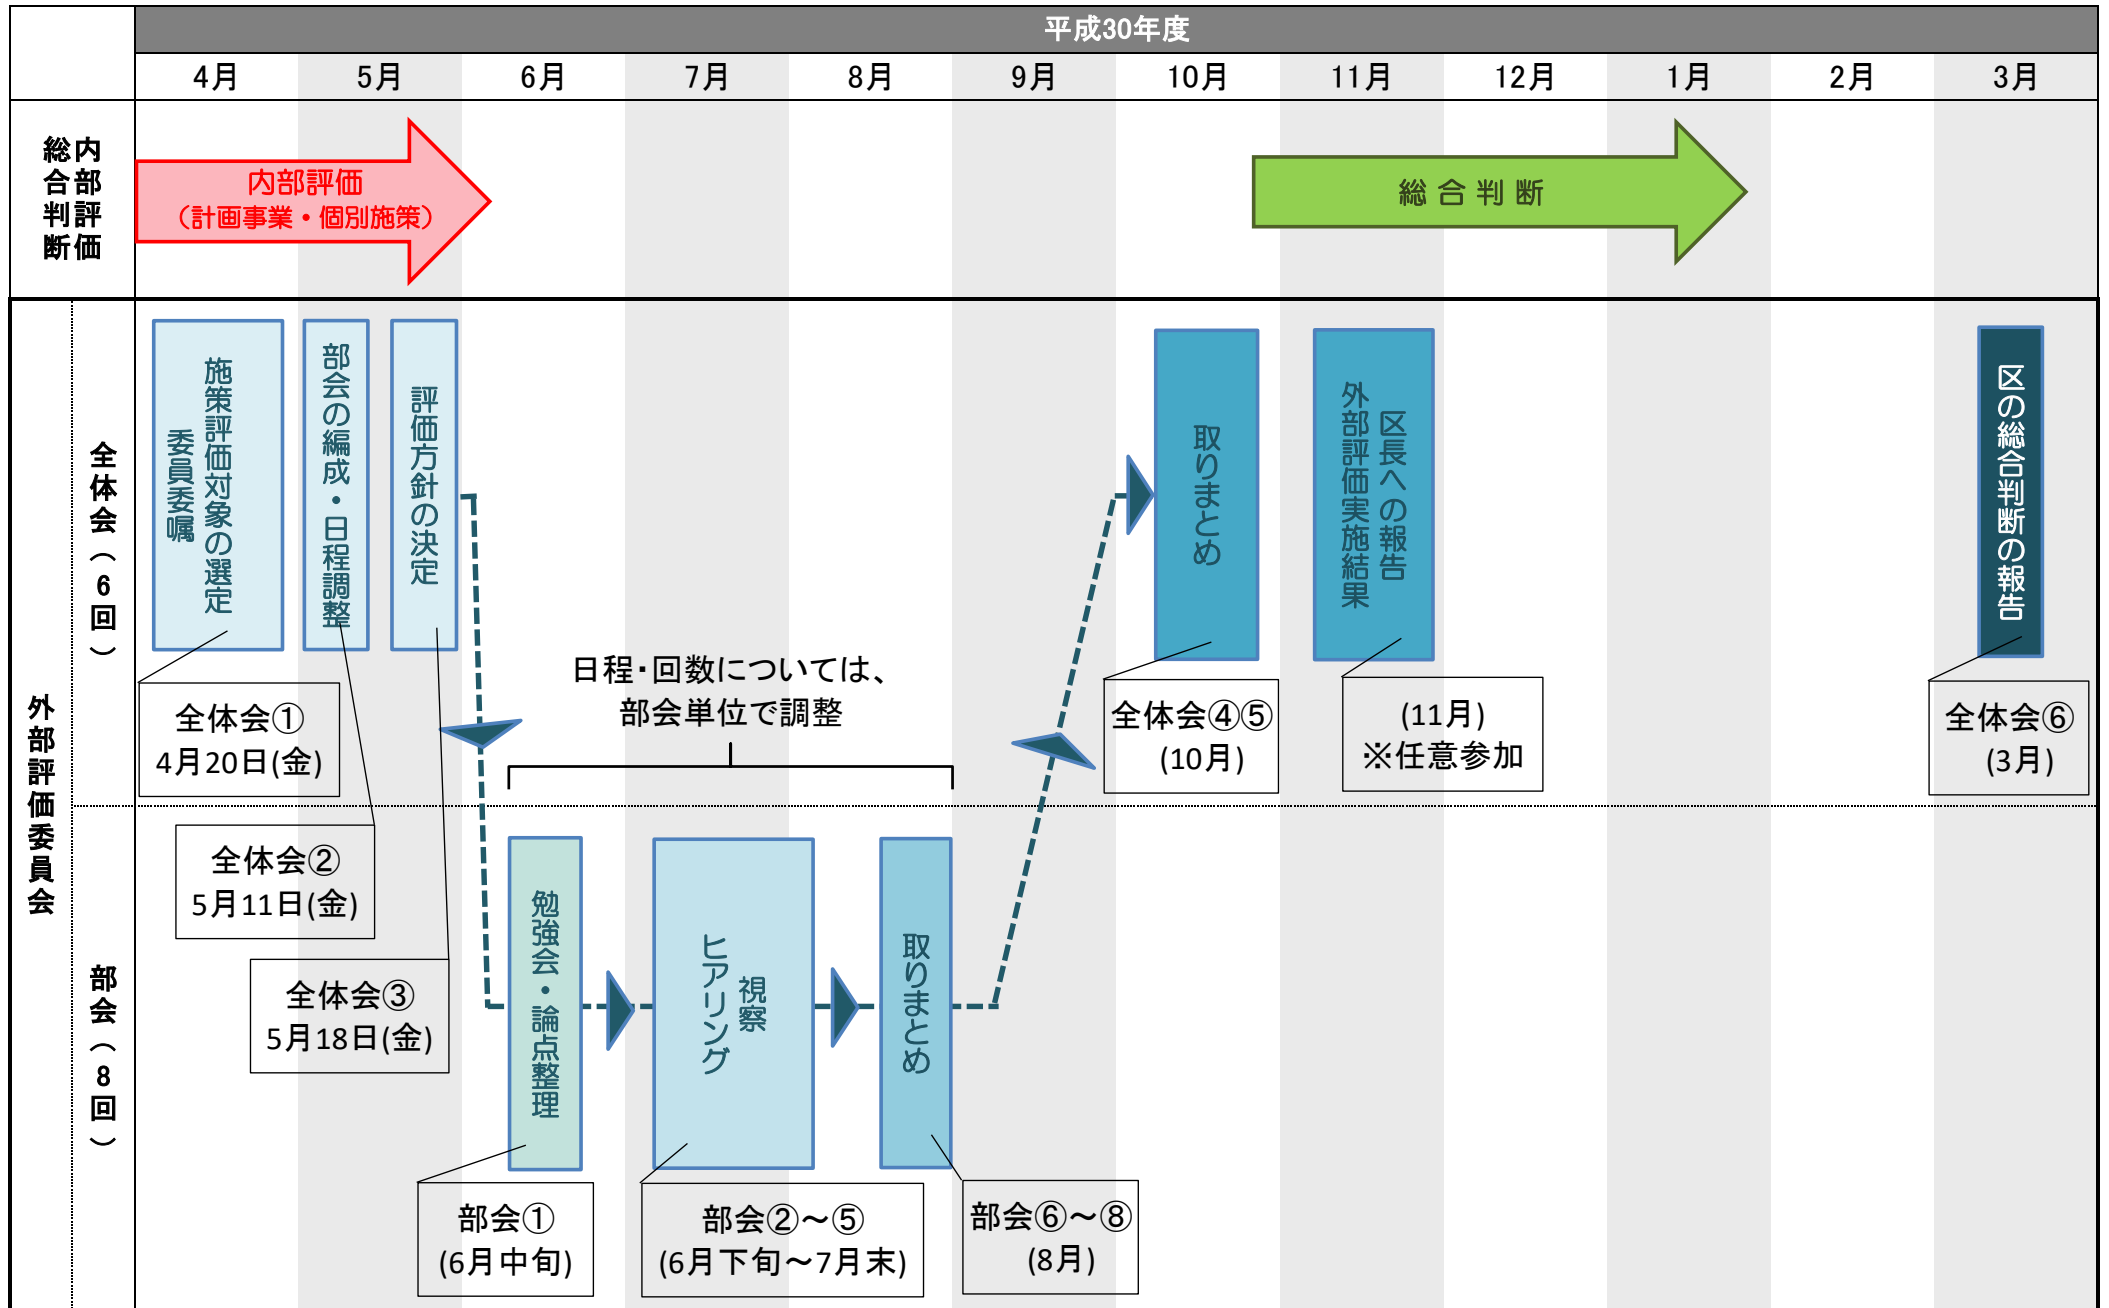 平成30年度
4月
5月
6月
7月
8月
9月
10月
11月
12月
1月
2月
3月
内部評価
総合判断
内部評価
（計画事業・個別施策）
総合判断
外部評価委員会
全体会（6回）
施策評価対象の選定
委員委嘱
部会の編成・日程調整
評価方針の決定
取りまとめ
区長への報告
外部評価実施結果
区の総合判断の報告
日程・回数については、
部会単位で調整
全体会①
4月20日(金)
全体会②
5月11日(金)
全体会③
5月18日(金)
全体会④⑤
(10月)
(11月)
※任意参加
全体会⑥
(3月)
部会（8回）
勉強会・論点整理
視察
ヒアリング
取りまとめ
部会①
(6月中旬)
部会②～⑤
(6月下旬～7月末)
部会⑥～⑧
(8月)